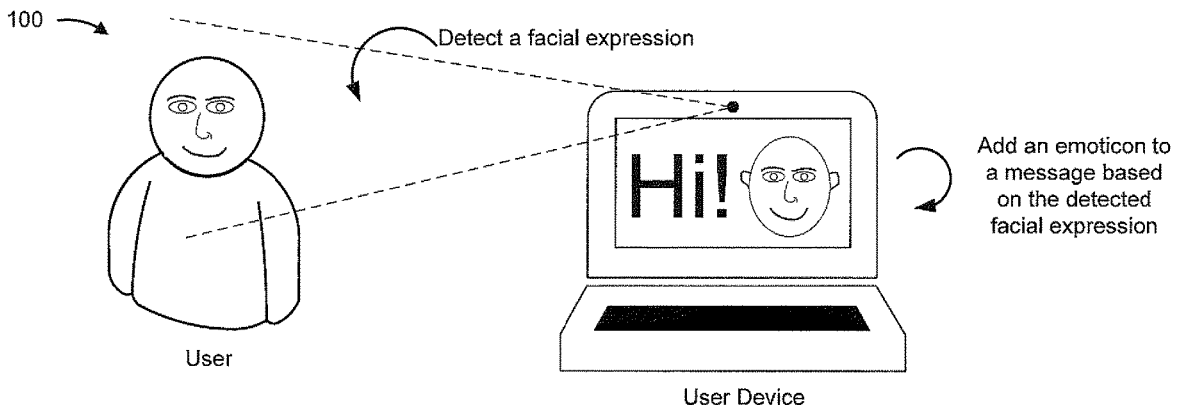 100
Detect a facial expression
Hi!
Add an emoticon to
a message based
on the detected
facial expression
User
User Device